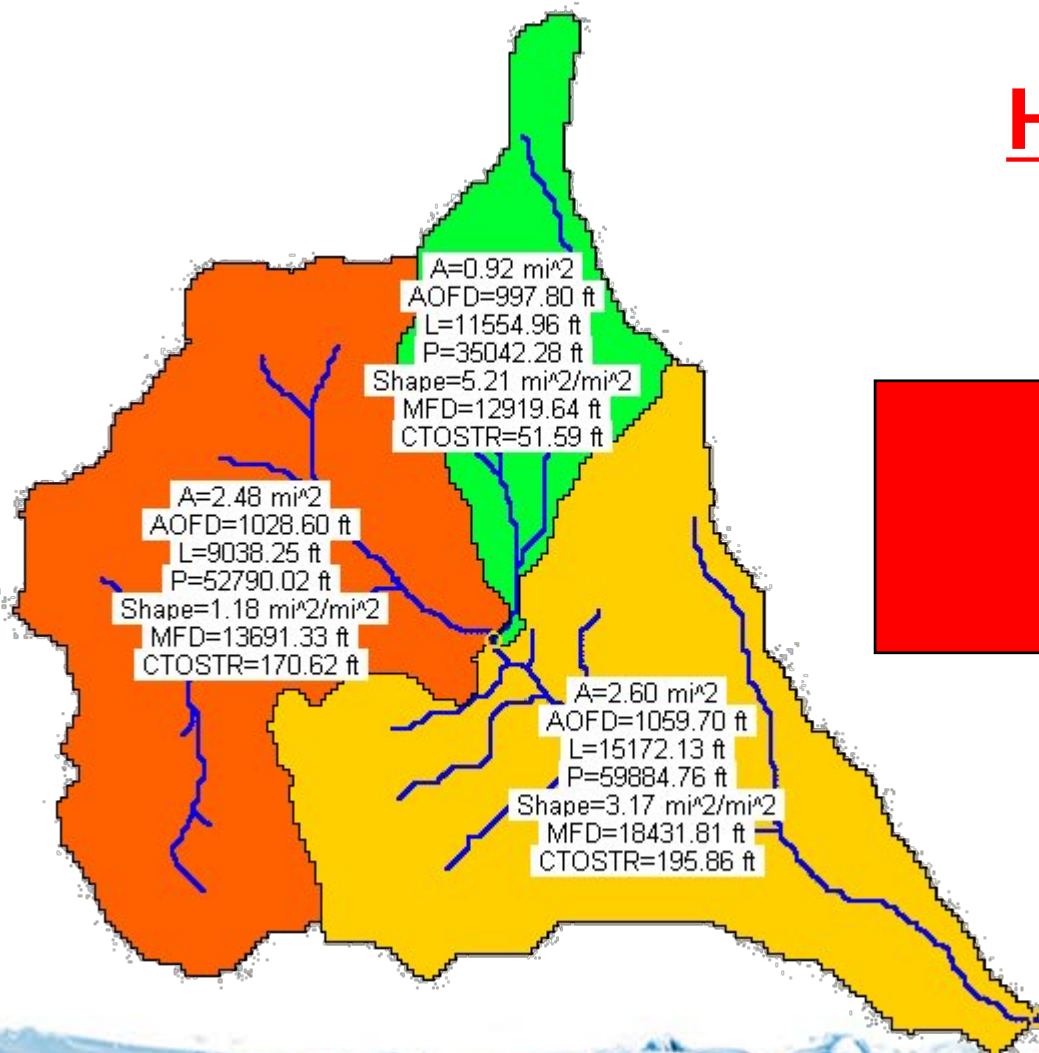 H
A=0.92 mi^2
AOFD=997.80 ft
L=11554.96 ft
P=35042.28 ft
Shape=5.21 mi^2/mi^2
MFD=12919.64 ft
CTOSTR=51.59 ft
A=2.48 mi^2
AOFD=1028.60 ft
L=9038.25 ft
P=52790.02 ft
Shape=1.18 mi^2/mi^2
MFD=13691.33 ft
CTOSTR=170.62 ft
A=2.60 mi^2
AOFD=1059.70 ft
L=15172.13 ft
P=59884.76 ft
Shape=3.17 mi^2/mi^2
MFD=18431.81 ft
CTOSTR=195.86 ft